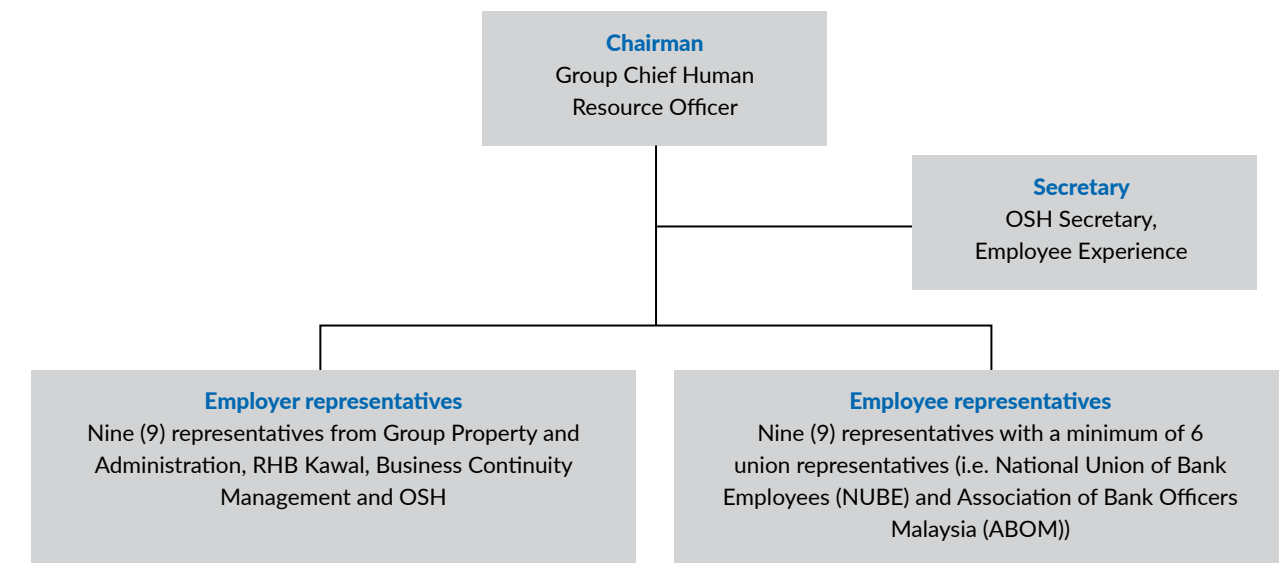 Chairman
Group Chief Human
Resource Officer
Secretary
OSH Secretary,
Employee Experience
Employer representatives
Nine (9) representatives from Group Property and
Administration, RHB Kawal, Business Continuity
Management and OSH
Employee representatives
Nine (9) representatives with a minimum of 6
union representatives (i.e. National Union of Bank
Employees (NUBE) and Association of Bank Officers
Malaysia (ABOM))